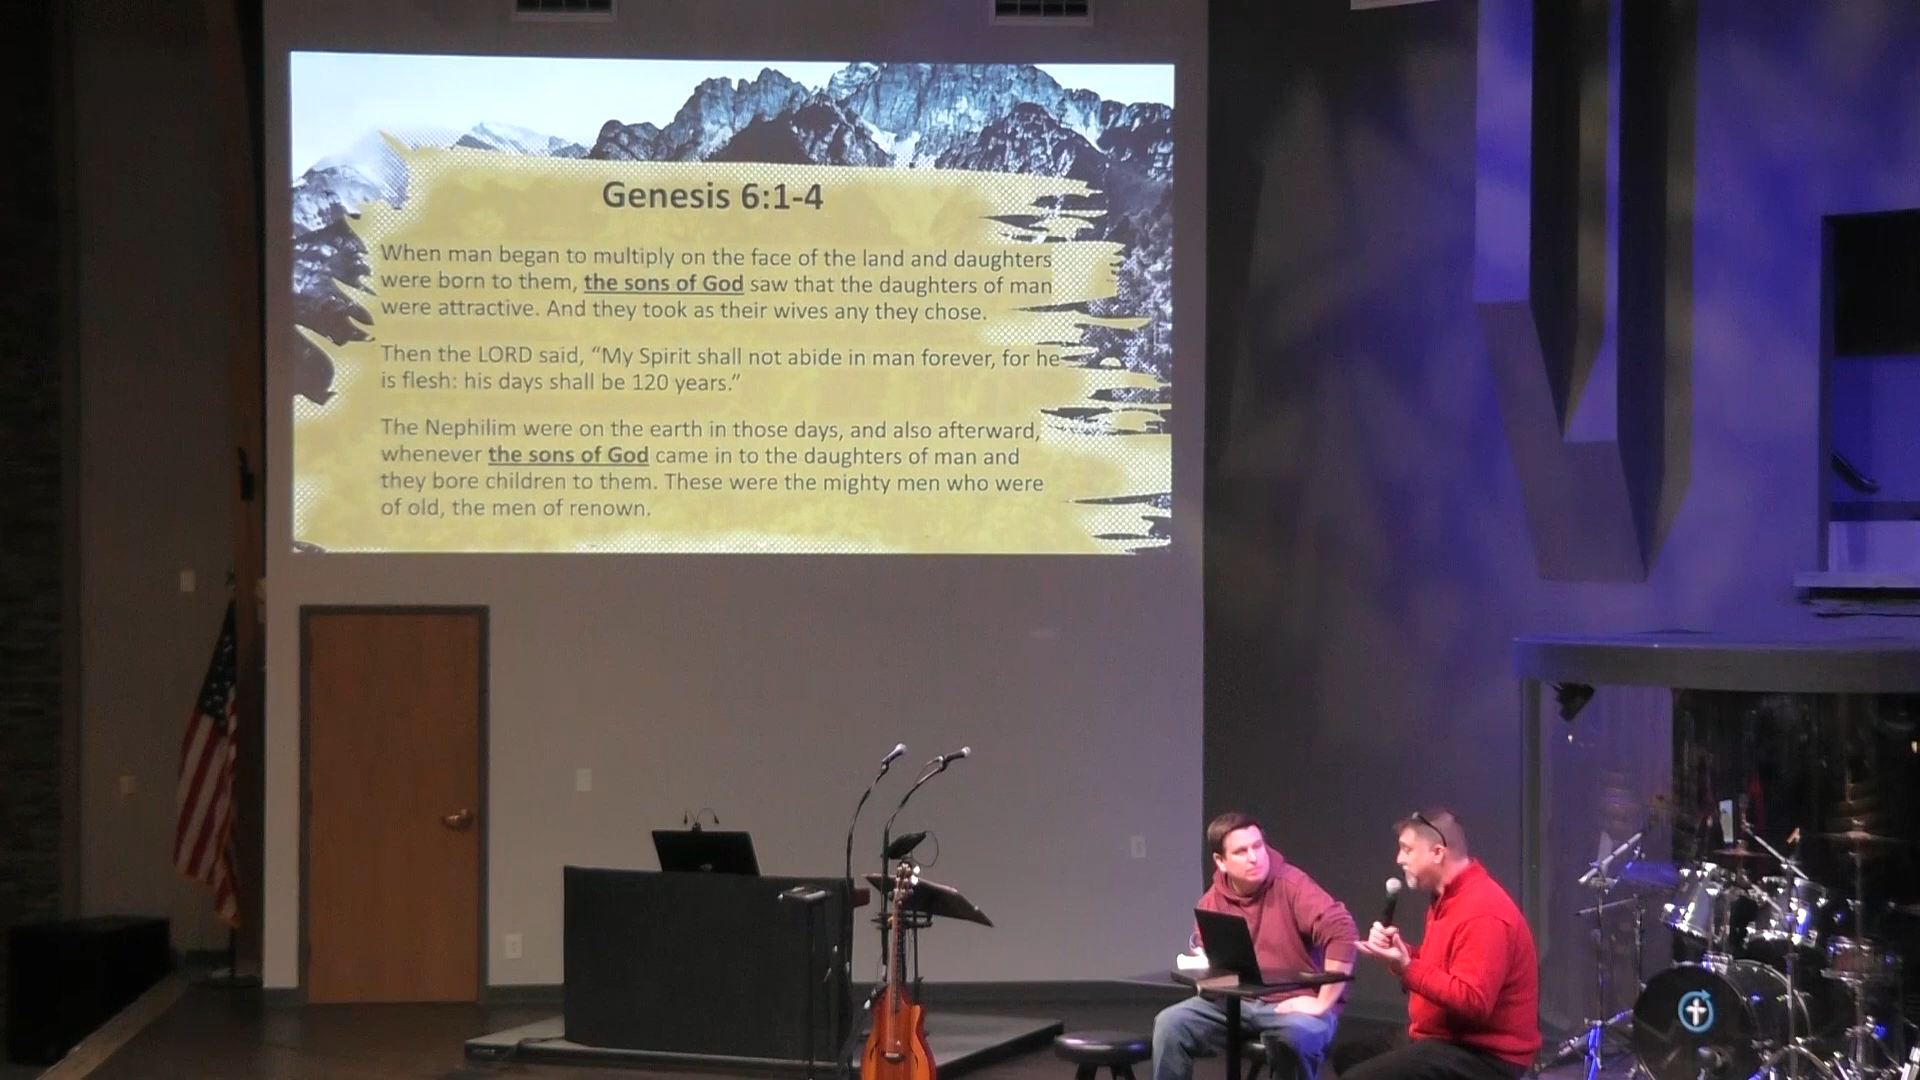 Genesis 6:1-4
When man began to multiply on the face of the land and daughters
were born to them, the sons of God saw that the daughters of man
were attractive. And they took as their wives any they chose.
Then the LORD said, “My Spirit shall not abide in man forever, for he
is flesh: his days shall be 120 years.”
The Nephilim were on the earth in those days, and also afterward,
whenever the sons of God came in to the daughters of man and
they bore children to them. These were the mighty men who were
of old, the men of renown.